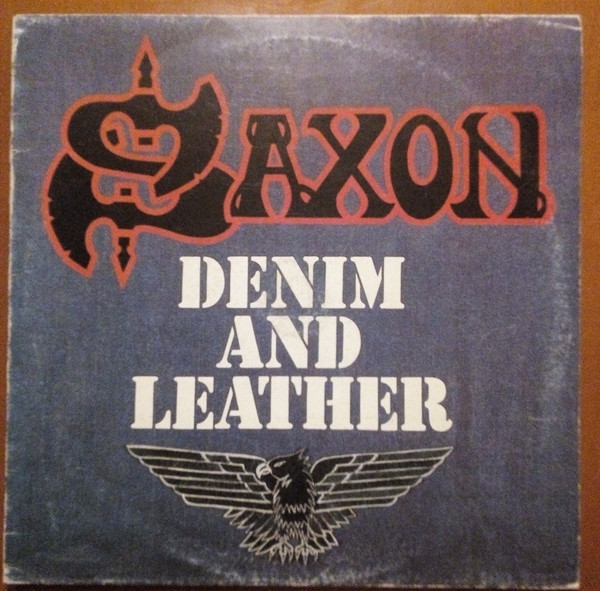 SAXON
DENIM
AND
LEATHER